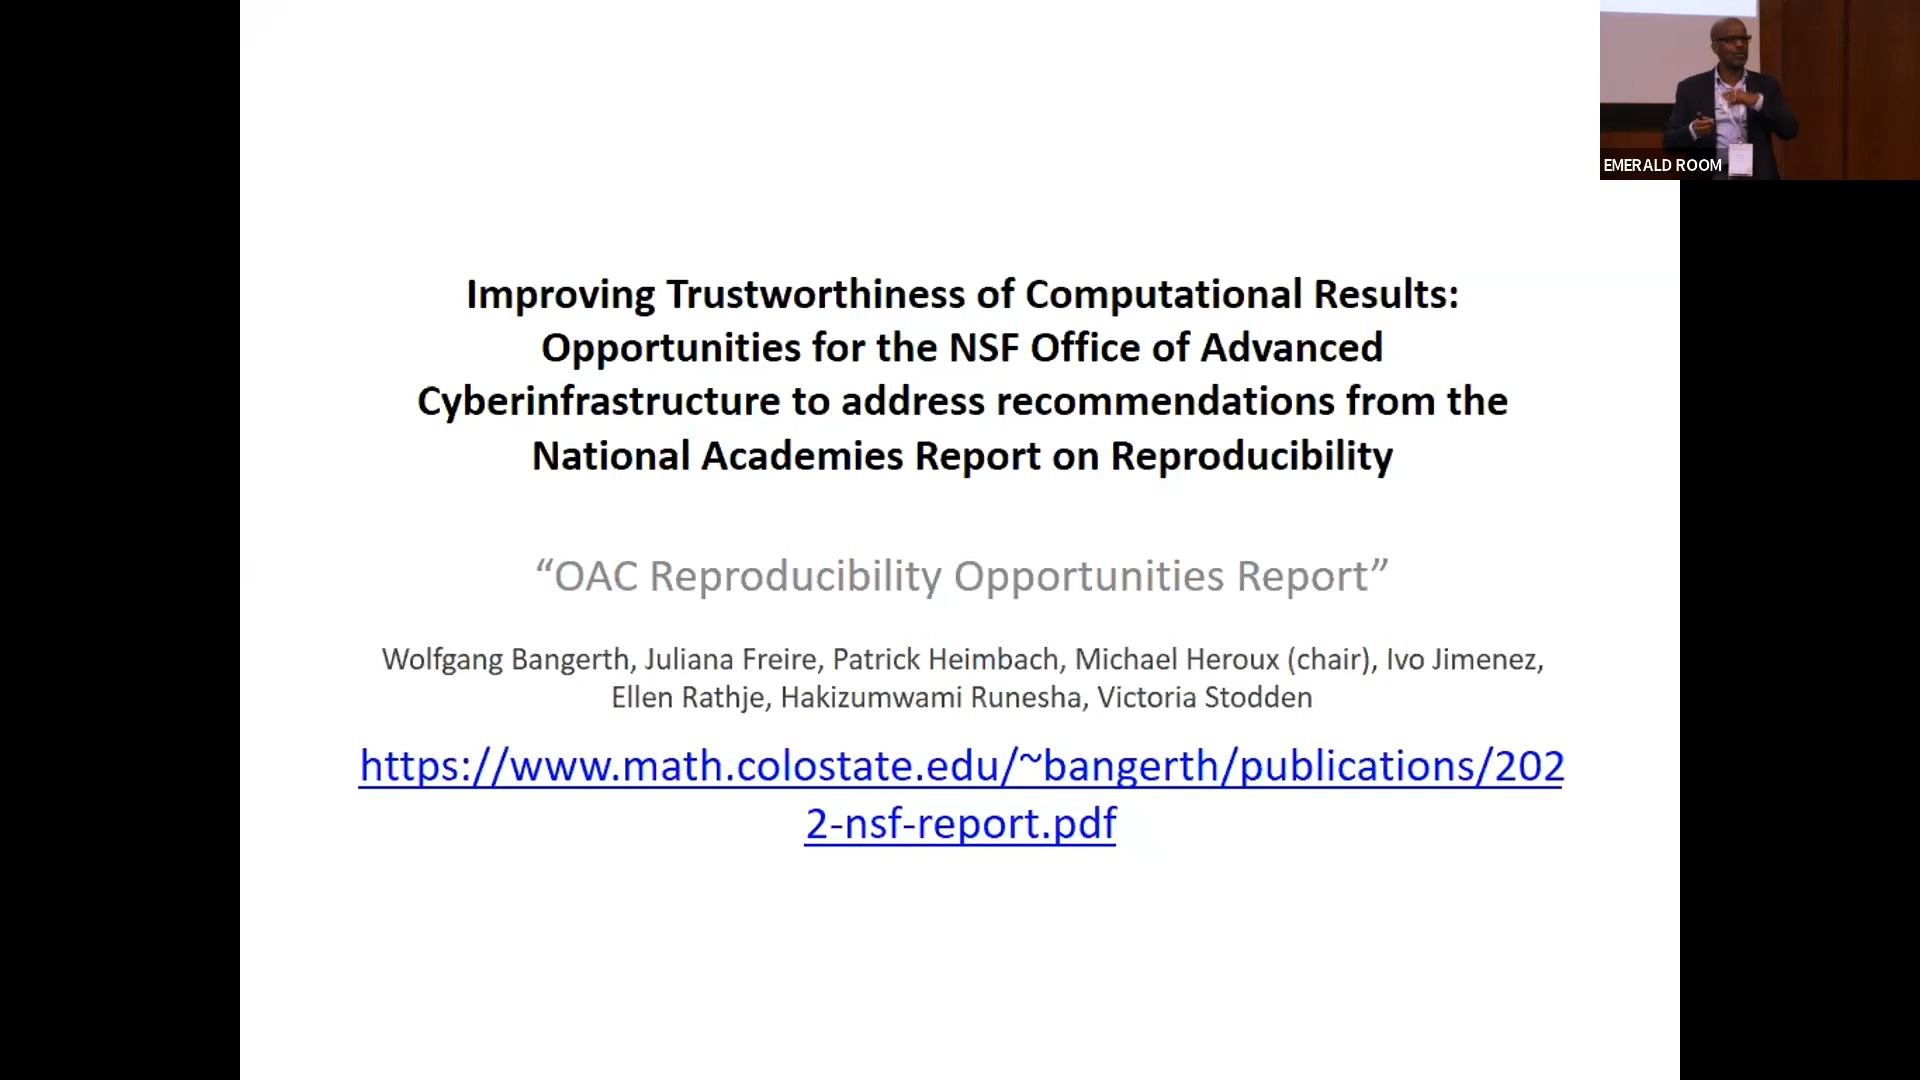 EMERALD ROOM
Improving Trustworthiness of Computational Results:
Opportunities for the NSF Office of Advanced
Cyberinfrastructure to address recommendations from the
National Academies Report on Reproducibility
“OAC Reproducibility Opportunities Report”
Wolfgang Bangerth, Juliana Freire, Patrick Heimbach, Michael Heroux (chair), Ivo Jimenez,
Ellen Rathje, Hakizumwami Runesha, Victoria Stodden
https://www.math.colostate.edu/~bangerth/publications/202
2-nsf-report.pdf